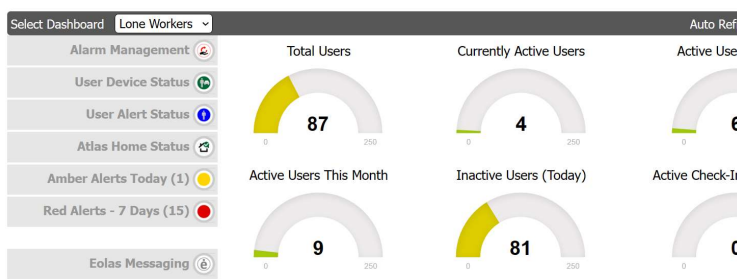 Select Dashboard Lone Workers Auto Ref
Alarm Management
User Device Status
User Alert Status
Atlas Home Status
Amber Alerts Today (1)
Red Alerts - 7 Days (15)
Eolas Messaging
Total Users
87
0 250
Currently Active Users
4
0 250
Active Use
6
0
Active Users This Month
9
0 250
Inactive Users (Today)
81
0 250
Active Check-I
0
0